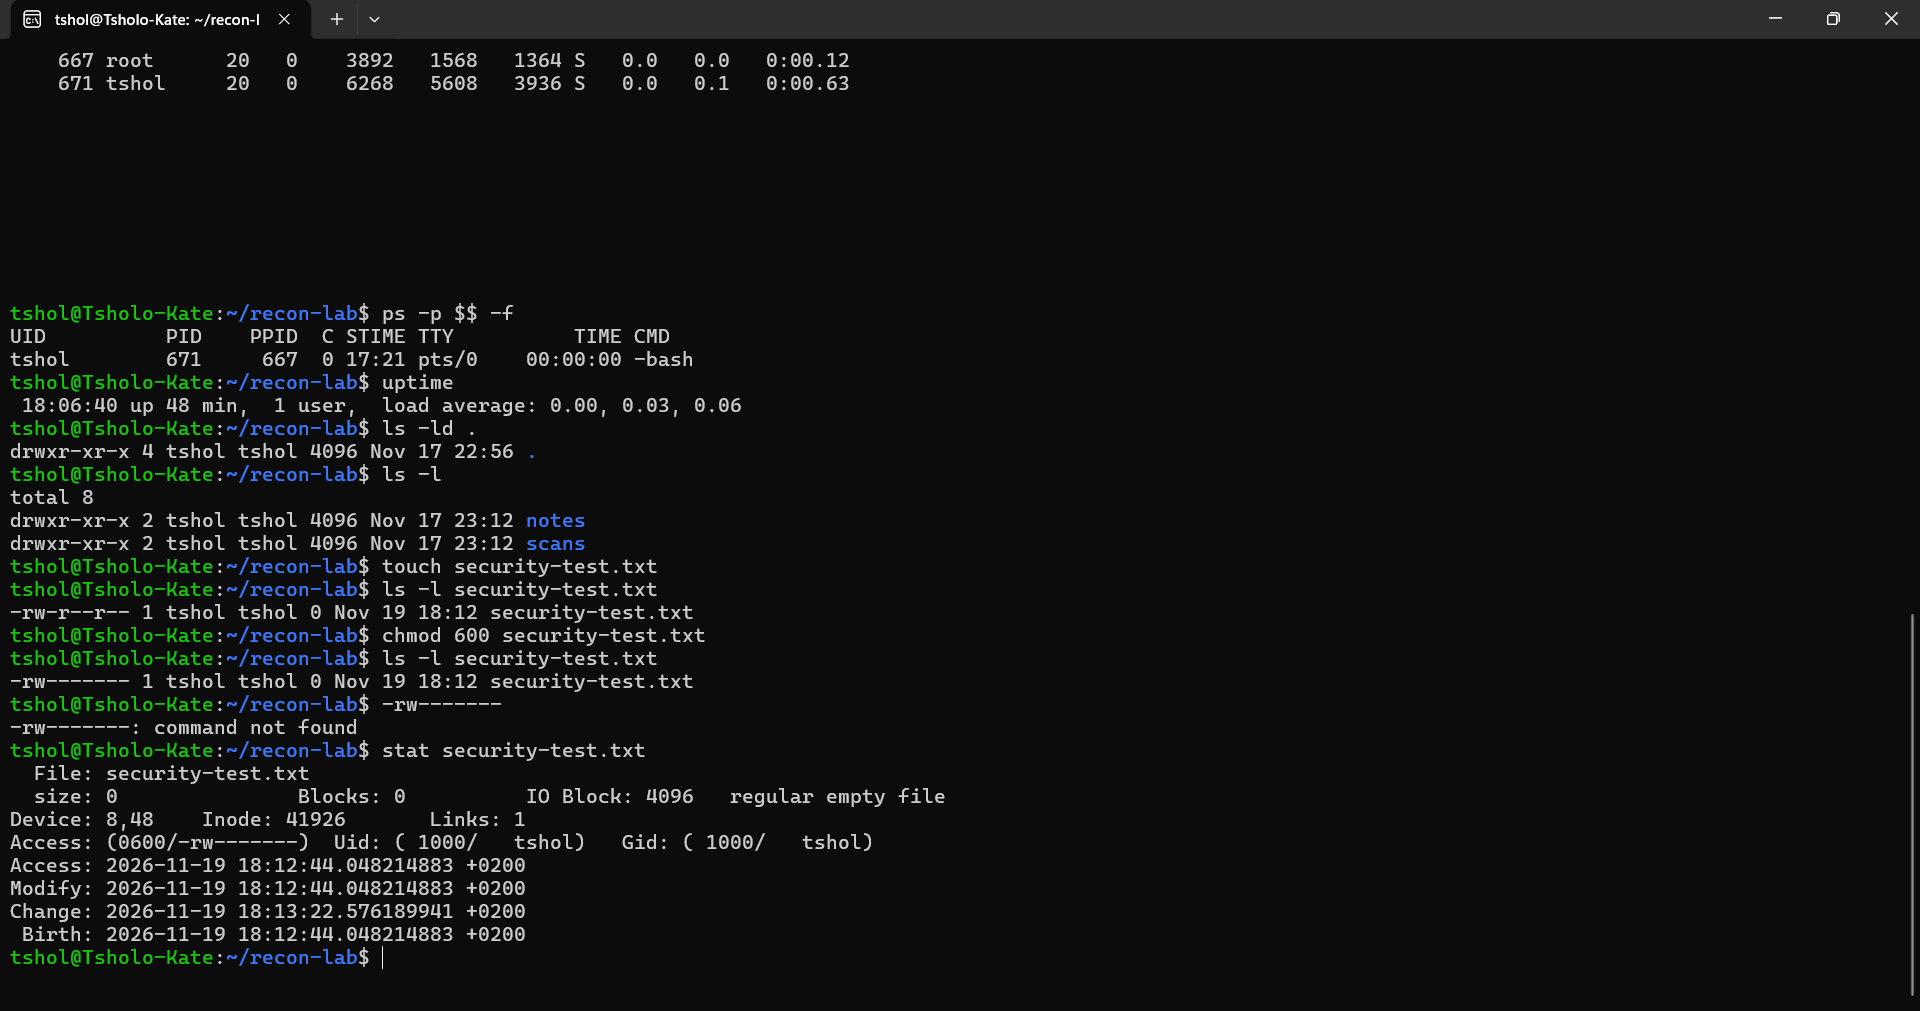 tshol@Tsholo-Kate: ~/recon-l
    667 root      20   0    3892   1568   1364 S   0.0   0.0   0:00.12
    671 tshol     20   0    6268   5608   3936 S   0.0   0.1   0:00.63
tshol@Tsholo-Kate:~/recon-lab$ ps -p $$ -f
UID          PID    PPID  C STIME TTY          TIME CMD
tshol        671     667  0 17:21 pts/0    00:00:00 -bash
tshol@Tsholo-Kate:~/recon-lab$ uptime
 18:06:40 up 48 min,  1 user,  load average: 0.00, 0.03, 0.06
tshol@Tsholo-Kate:~/recon-lab$ ls -ld .
drwxr-xr-x 4 tshol tshol 4096 Nov 17 22:56 .
tshol@Tsholo-Kate:~/recon-lab$ ls -l
total 8
drwxr-xr-x 2 tshol tshol 4096 Nov 17 23:12 notes
drwxr-xr-x 2 tshol tshol 4096 Nov 17 23:12 scans
tshol@Tsholo-Kate:~/recon-lab$ touch security-test.txt
tshol@Tsholo-Kate:~/recon-lab$ ls -l security-test.txt
-rw-r--r-- 1 tshol tshol 0 Nov 19 18:12 security-test.txt
tshol@Tsholo-Kate:~/recon-lab$ chmod 600 security-test.txt
tshol@Tsholo-Kate:~/recon-lab$ ls -l security-test.txt
-rw------- 1 tshol tshol 0 Nov 19 18:12 security-test.txt
tshol@Tsholo-Kate:~/recon-lab$ -rw-------
-rw-------: command not found
tshol@Tsholo-Kate:~/recon-lab$ stat security-test.txt
  File: security-test.txt
  size: 0               Blocks: 0          IO Block: 4096   regular empty file
Device: 8,48    Inode: 41926       Links: 1
Access: (0600/-rw-------)  Uid: ( 1000/   tshol)   Gid: ( 1000/   tshol)
Access: 2026-11-19 18:12:44.048214883 +0200
Modify: 2026-11-19 18:12:44.048214883 +0200
Change: 2026-11-19 18:13:22.576189941 +0200
 Birth: 2026-11-19 18:12:44.048214883 +0200
tshol@Tsholo-Kate:~/recon-lab$